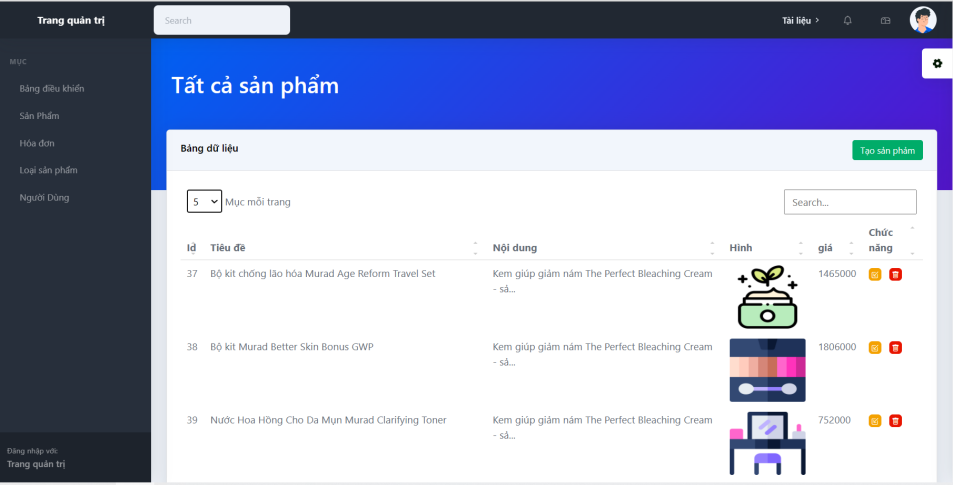 Trang quản trị
Search
Tài liệu >
MỤC
Bảng điều khiển
Sản Phẩm
Hóa đơn
Loại sản phẩm
Người Dùng
Đăng nhập với:
Trang quản trị
Tất cả sản phẩm
Bảng dữ liệu
Tạo sản phảm
5
Mục mỗi trang
Search...
Id Tiêu đề Nội dung Hình giá Chức năng
37 Bộ kit chống lão hóa Murad Age Reform Travel Set Kem giúp giảm nám The Perfect Bleaching Cream 1465000
- sả...
38 Bộ kit Murad Better Skin Bonus GWP Kem giúp giảm nám The Perfect Bleaching Cream 1806000
- sả...
39 Nước Hoa Hồng Cho Da Mụn Murad Clarifying Toner Kem giúp giảm nám The Perfect Bleaching Cream 752000
- sả...